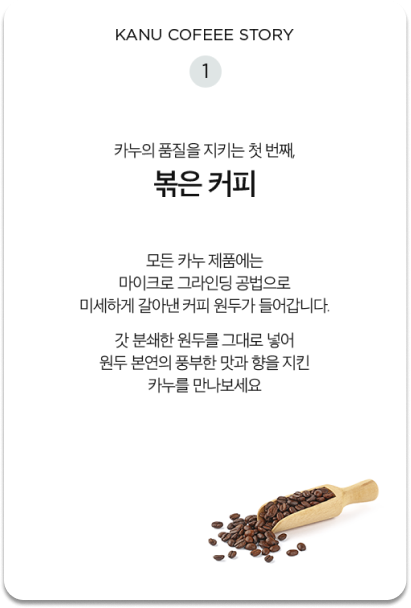 KANU COFEEE STORY
1
카누의 품질을 지키는 첫 번째,
볶은 커피
모든 카누 제품에는
마이크로 그라인딩 공법으로
미세하게 갈아낸 커피 원두가 들어갑니다.
갓 분쇄한 원두를 그대로 넣어
원두 본연의 풍부한 맛과 향을 지킨
카누를 만나보세요